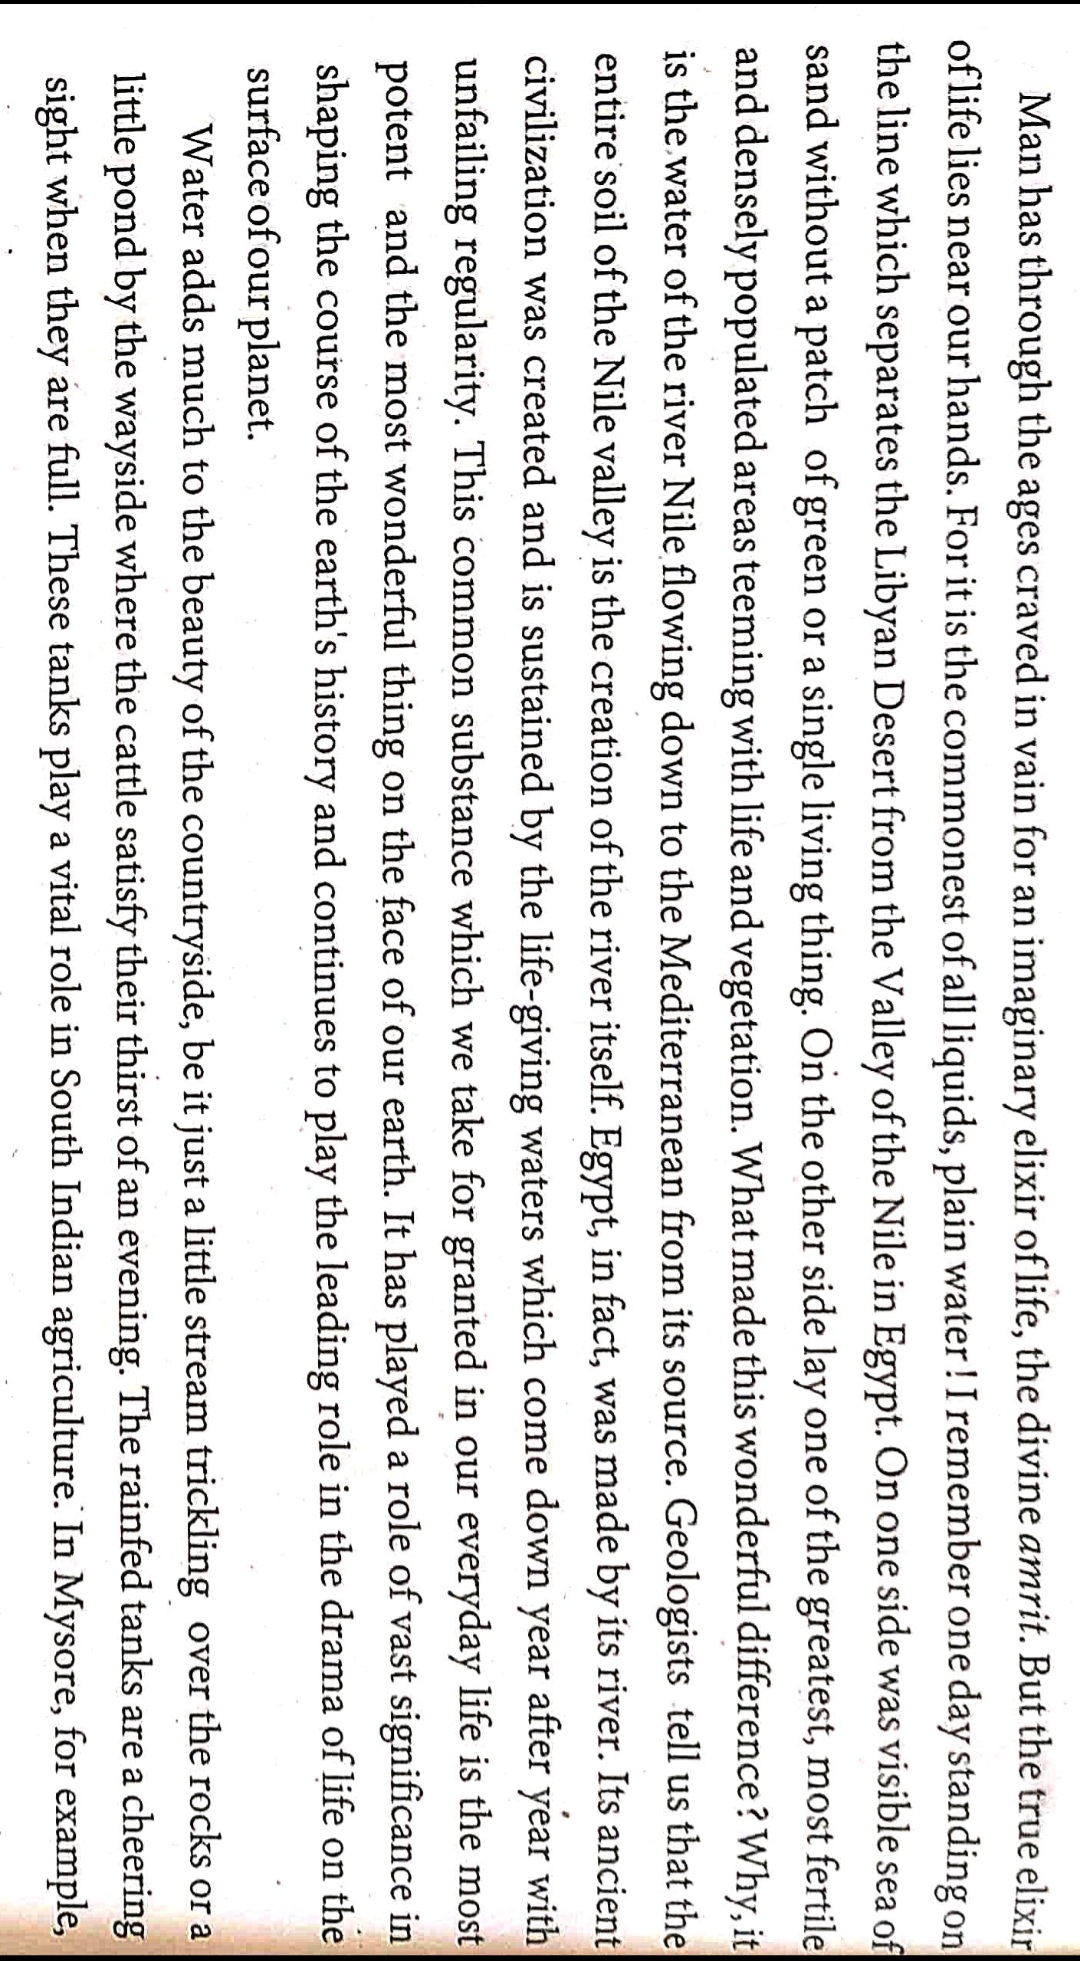 Man has through the ages craved in vain for an imaginary elixir of life, the divine amrit. But the true elixir
of life lies near our hands. For it is the commonest of all liquids, plain water ! I remember one day standing on
the line which separates the Libyan Desert from the Valley of the Nile in Egypt. On one side was visible sea of
sand without a patch of green or a single living thing. On the other side lay one of the greatest, most fertile
and densely populated areas teeming with life and vegetation. What made this wonderful difference ? Why, it
is the water of the river Nile flowing down to the Mediterranean from its source. Geologists tell us that the
entire soil of the Nile valley is the creation of the river itself. Egypt, in fact, was made by its river. Its ancient
civilization was created and is sustained by the life-giving waters which come down year after year with
unfailing regularity. This common substance which we take for granted in our everyday life is the most
potent and the most wonderful thing on the face of our earth. It has played a role of vast significance in
shaping the course of the earth's history and continues to play the leading role in the drama of life on the
surface of our planet.
Water adds much to the beauty of the countryside, be it just a little stream trickling over the rocks or a
little pond by the wayside where the cattle satisfy their thirst of an evening. The rainfed tanks are a cheering
sight when they are full. These tanks play a vital role in South Indian agriculture. In Mysore, for example,